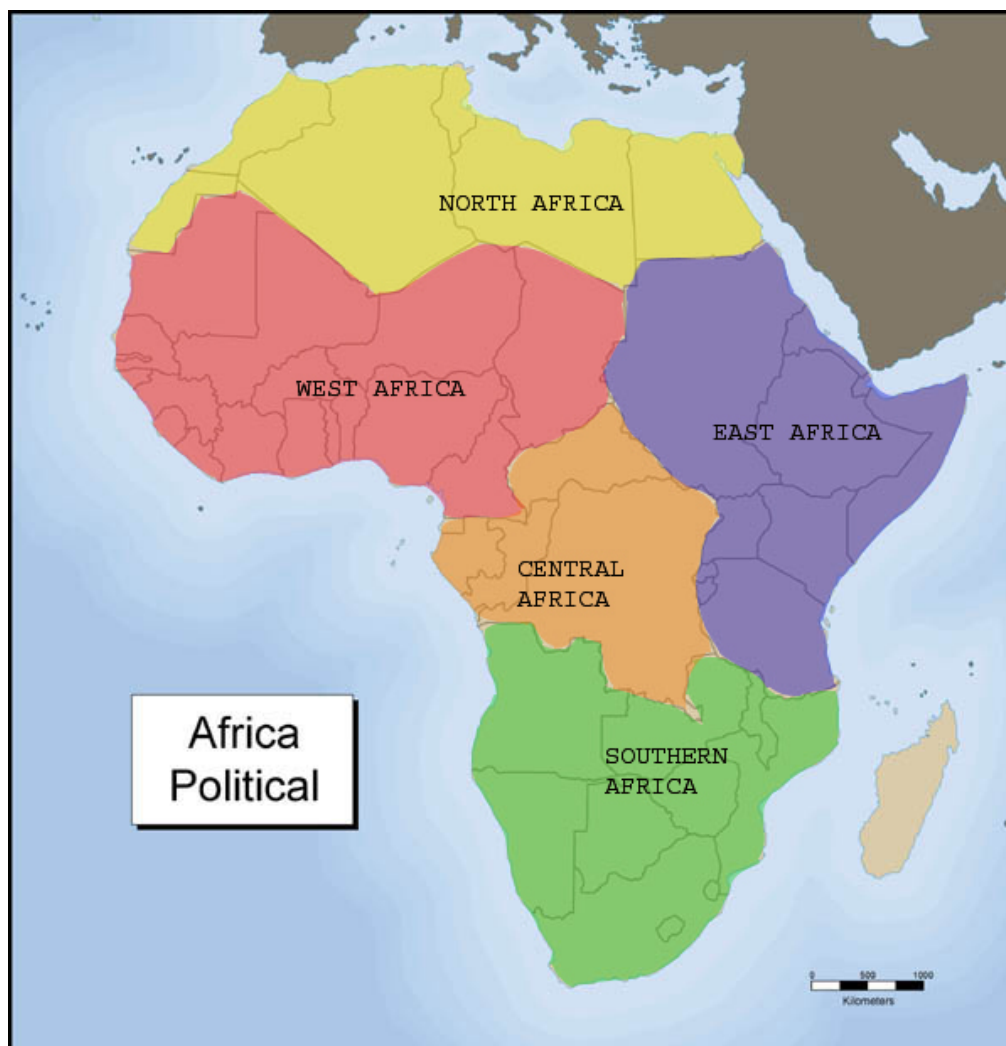 NORTH AFRICA
WEST AFRICA
EAST AFRICA
CENTRAL
AFRICA
SOUTHERN
AFRICA
Africa
Political
0 500 1000
Kilometers